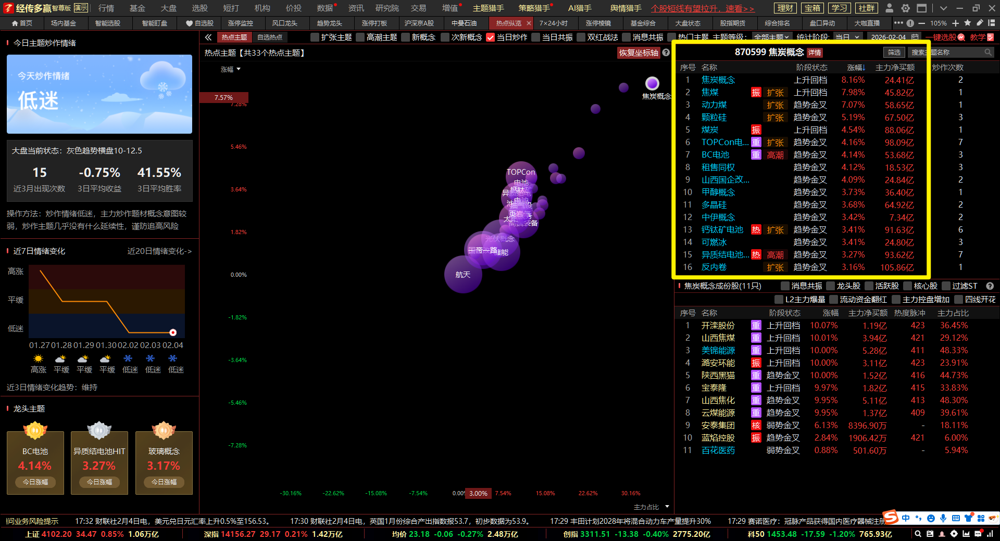 经传多赢 智尊版 演示 行情 基金 大盘 选股 短打 机构 价投 数据 资讯 研究院 交易 增值 主题猎手 策略猎手 AI猎手 舆情猎手 个股短线有望拉升，速看>> 理财 宝箱 学习 社群
首页 场内基金 智能选股 智能盯盘 自选股 涨停监控 风口龙头 趋势龙头 涨停打板 沪深京A股 中曼石油 热点纵览 × 7×24小时 涨停棱镜 基金综合 大盘状态 股指期货 综合排名 盘口异动 大咖直播 105%
热点主题 自选热点 扩张主题 高潮主题 新概念 次新概念 当日炒作 当日共振 双红战法 消息共振 热门主题 主题等级： 全部主题 统计阶段： 当日 2026-02-04 一键选股 教学
今日主题炒作情绪
今天炒作情绪
低迷
大盘当前状态：灰色趋势横盘10-12.5
15 -0.75% 41.55%
近3月出现次数 3日平均收益 3日平均胜率
操作方法：炒作情绪低迷，主力炒作题材概念意图较
弱，炒作主题几乎没有什么延续性，谨防追高风险
近7日情绪变化 近20日情绪变化->
高涨
平缓
低迷
01.27 01.28 01.29 01.30 02.02 02.03 02.04
高涨 平缓 平缓 平缓 低迷 低迷 低迷
近3日情绪变化趋势：维持
龙头主题
BC电池 异质结电池HIT 玻璃概念
4.14% 3.27% 3.17%
今日涨幅 今日涨幅 今日涨幅
热点主题【共33个热点主题】 恢复坐标轴
涨幅
7.57%
7.28%
5.46%
3.64%
1.82%
0.00%
-1.82%
-3.64%
-5.46%
-7.28%
焦炭概念
TOPCon
电池
钙钛矿
异质结电
电池
高端装备
光伏概念
储能
航天
-30.16% -22.62% -15.08% -7.54% 0.00% 3.00% 7.54% 15.08% 22.62% 30.16%
主力占比
870599 焦炭概念 详情 筛选 搜索主题名称
序号 名称 阶段状态 涨幅↓ 主力净买额 炒作次数
1 焦炭概念 上升回档 8.16% 24.41亿 2
2 焦煤 振 扩张 上升回档 7.98% 45.82亿 1
3 动力煤 扩张 趋势金叉 7.07% 58.65亿 1
4 颗粒硅 扩张 趋势金叉 5.19% 67.50亿 3
5 煤炭 振 上升回档 4.54% 88.06亿 1
6 TOPCon电... 重 扩张 趋势金叉 4.16% 98.09亿 7
7 BC电池 重 高潮 趋势金叉 4.14% 53.68亿 3
8 租售同权 趋势金叉 4.12% 18.53亿 3
9 山西国企改... 趋势金叉 4.09% 24.84亿 2
10 甲醇概念 趋势金叉 3.73% 36.40亿 1
11 多晶硅 趋势金叉 3.68% 64.92亿 2
12 中伊概念 趋势金叉 3.42% 7.34亿 2
13 钙钛矿电池 热 扩张 趋势金叉 3.41% 91.63亿 6
14 可燃冰 趋势金叉 3.41% 24.80亿 3
15 异质结电池... 热 高潮 趋势金叉 3.27% 93.62亿 7
16 反内卷 扩张 趋势金叉 3.16% 105.86亿 1
焦炭概念成份股(11只) 消息共振 龙头股 活跃股 核心股 过滤ST
L2主力爆量 流动资金翻红 主力控盘增加 四线开花
序号 名称 阶段状态 涨幅 主力净买额 热度脉冲 主力占比
1 开滦股份 重 上升回档 10.07% 1.19亿 423 36.45%
2 山西焦煤 重 上升回档 10.01% 3.94亿 421 29.12%
3 美锦能源 重 上升回档 10.00% 5.28亿 411 48.33%
4 潞安环能 振 上升回档 10.00% 3.11亿 423 23.91%
5 陕西黑猫 重 趋势金叉 10.00% 1.52亿 416 44.73%
6 宝泰隆 重 上升回档 9.97% 1.82亿 415 33.83%
7 山西焦化 重 趋势金叉 9.95% 5.11亿 413 48.30%
8 云煤能源 重 趋势金叉 9.95% 1.37亿 409 39.61%
9 安泰集团 核 弱势金叉 6.13% 8396.90万 - 18.11%
10 蓝焰控股 振 趋势金叉 2.84% 1906.42万 421 6.00%
11 百花医药 弱势金叉 0.88% 501.60万 - 5.94%
问业务风险提示 17:32 财联社2月4日电，美元兑日元汇率上升0.5%至156.53。 17:30 财联社2月4日电，英国1月份综合产出指数报53.7，初步数据为53.9。 17:29 丰田计划2028年将混合动力车产量提升30% 17:29 赛诺医疗：冠脉产品获得国内医疗器械注册 中
上证 4102.20 34.47 0.85% 1.06万亿 深指 14156.27 29.17 0.21% 1.42万亿 均价 23.18 -0.06 -0.27% 2.48万亿 创指 3311.51 -13.38 -0.40% 2775.20亿 科50 1453.48 -17.59 -1.20% 765.93亿